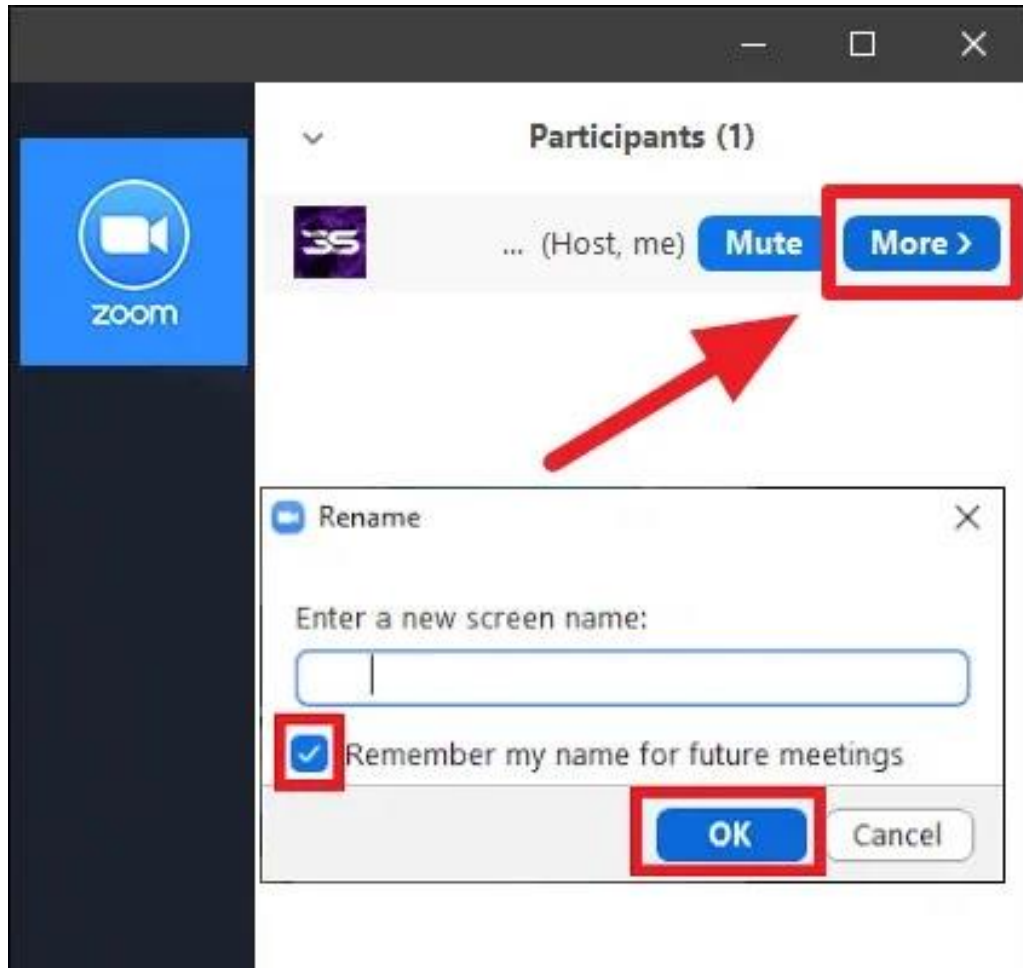 Participants (1)
zoom
3S
... (Host, me) Mute More >
Rename
Enter a new screen name:
Remember my name for future meetings
OK Cancel